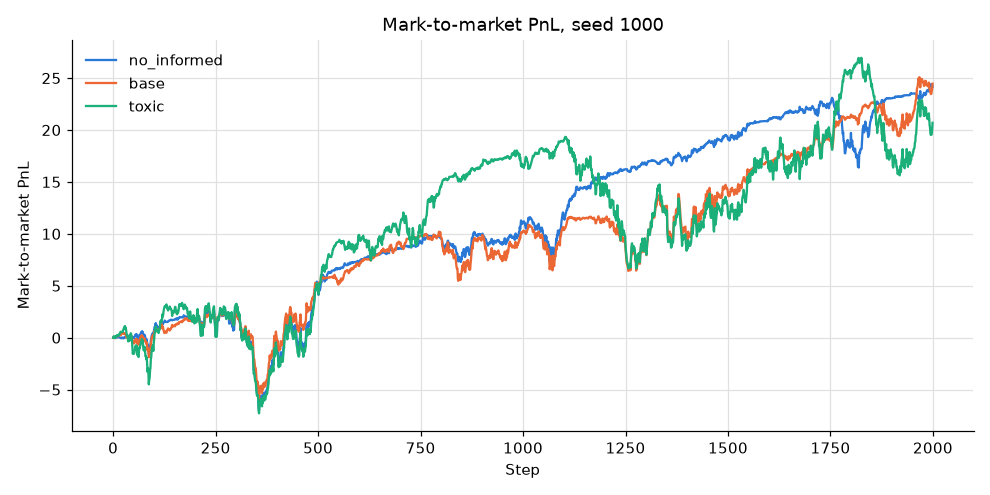 Mark-to-market PnL, seed 1000
no_informed
base
toxic
Mark-to-market PnL
25
20
15
10
5
0
−5
0
250
500
750
1000
1250
1500
1750
2000
Step